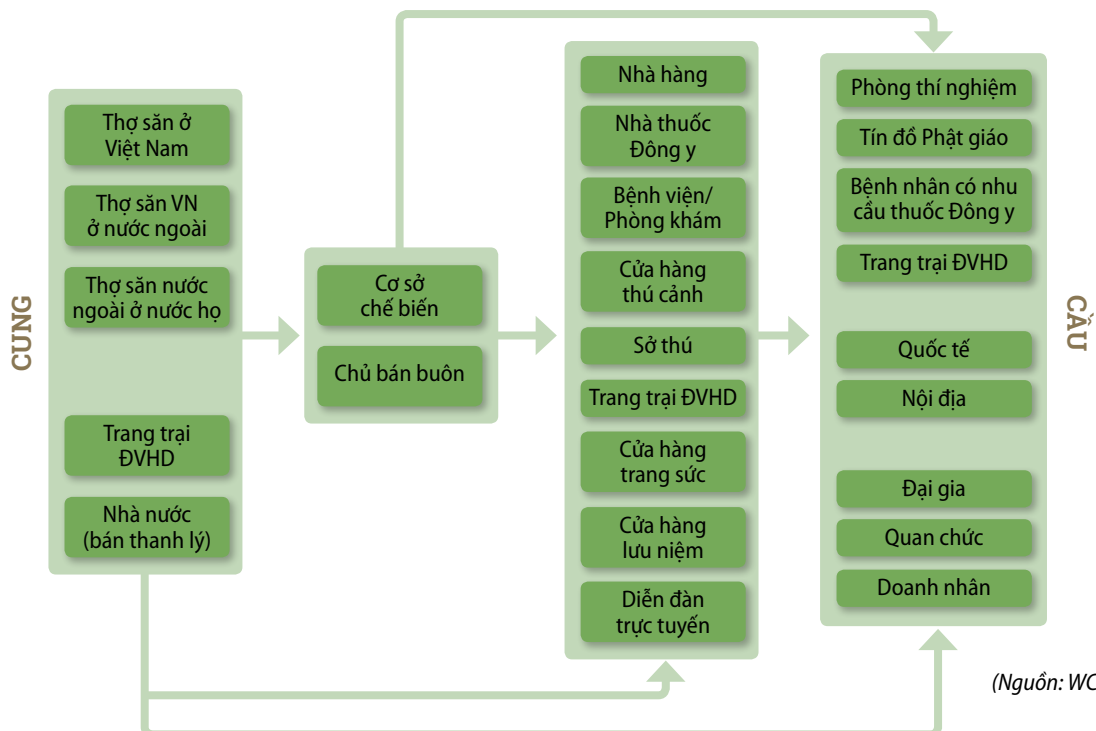 CUNG
Thợ săn ở
Việt Nam
Thợ săn VN
ở nước ngoài
Thợ săn nước
ngoài ở nước họ
Trang trại
ĐVHD
Nhà nước
(bán thanh lý)
Cơ sở
chế biến
Chủ bán buôn
Nhà hàng
Nhà thuốc
Đông y
Bệnh viện/
Phòng khám
Cửa hàng
thú cảnh
Sở thú
Trang trại ĐVHD
Cửa hàng
trang sức
Cửa hàng
lưu niệm
Diễn đàn
trực tuyến
Phòng thí nghiệm
Tín đồ Phật giáo
Bệnh nhân có nhu
cầu thuốc Đông y
Trang trại ĐVHD
Quốc tế
Nội địa
Đại gia
Quan chức
Doanh nhân
CẦU
(Nguồn: WC